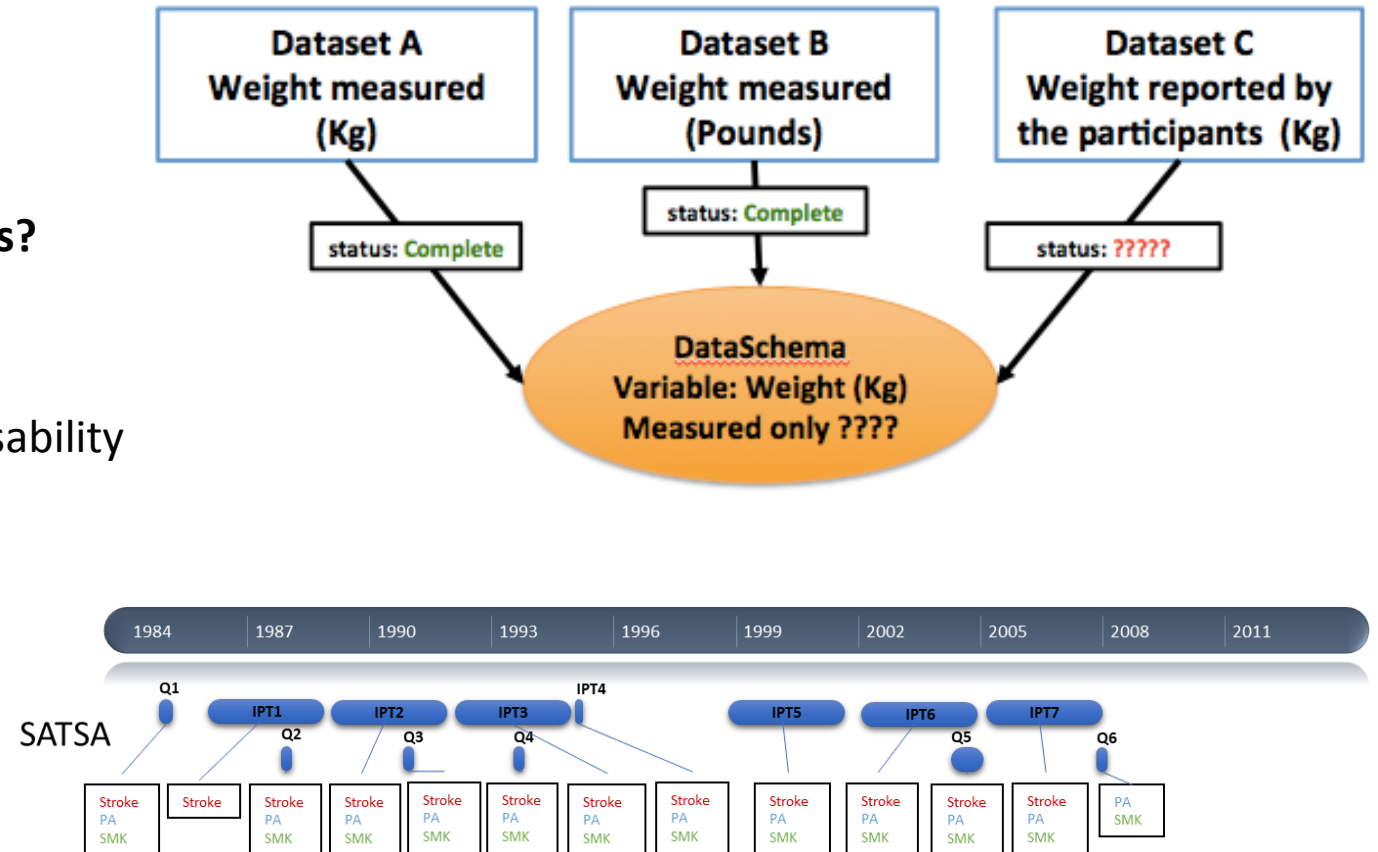 Dataset A
Weight measured
(Kg)
Dataset B
Weight measured
(Pounds)
Dataset C
Weight reported by
the participants (Kg)
status: Complete
status: Complete
status: ?????
s?
DataSchema
Variable: Weight (Kg)
Measured only ????
sability
1984 1987 1990 1993 1996 1999 2002 2005 2008 2011
SATSA
Q1
IPT1
Q2
IPT2
Q3
IPT3
Q4
IPT4
IPT5
IPT6
Q5
IPT7
Q6
Stroke
PA
SMK
Stroke
Stroke
PA
SMK
Stroke
PA
SMK
Stroke
PA
SMK
Stroke
PA
SMK
Stroke
PA
SMK
Stroke
PA
SMK
Stroke
PA
SMK
Stroke
PA
SMK
Stroke
PA
SMK
Stroke
PA
SMK
PA
SMK